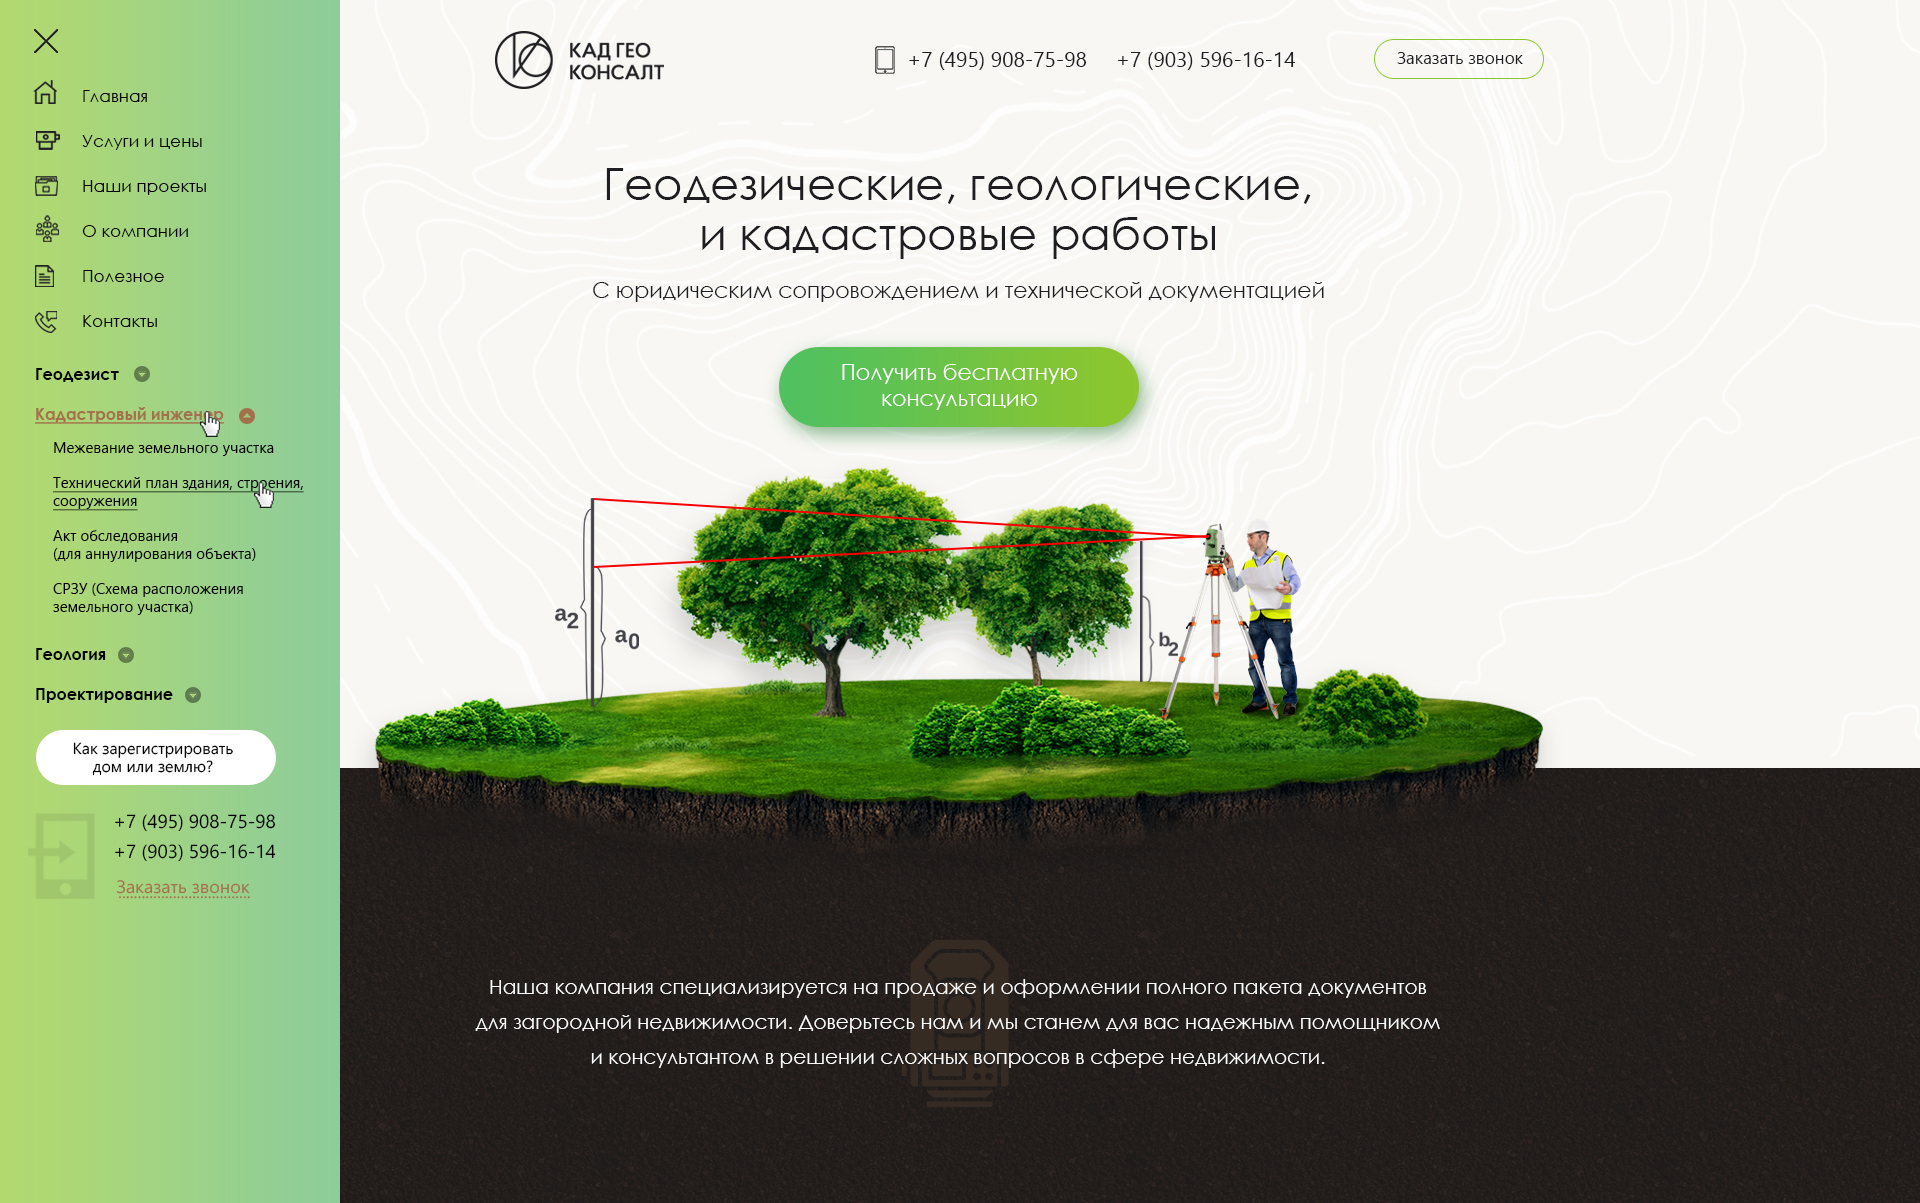 Главная
Услуги и цены
Наши проекты
О компании
Полезное
Контакты
Геодезист
Кадастровый инженер
Межевание земельного участка
Технический план здания, строения,
сооружения
Акт обследования
(для аннулирования объекта)
СРЗУ (Схема расположения
земельного участка)
Геология
Проектирование
Как зарегистрировать
дом или землю?
+7 (495) 908-75-98
+7 (903) 596-16-14
Заказать звонок
КАД ГЕО
КОНСАЛТ
+7 (495) 908-75-98 +7 (903) 596-16-14
Заказать звонок
Геодезические, геологические,
и кадастровые работы
С юридическим сопровождением и технической документацией
Получить бесплатную
консультацию
a2
a0
b2
Наша компания специализируется на продаже и оформлении полного пакета документов
для загородной недвижимости. Доверьтесь нам и мы станем для вас надежным помощником
и консультантом в решении сложных вопросов в сфере недвижимости.